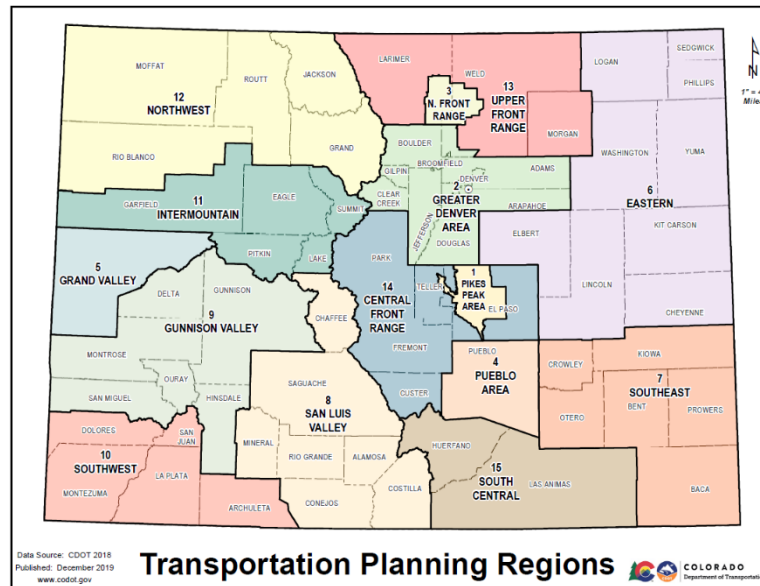 MOFFAT
ROUTT
JACKSON
12
NORTHWEST
RIO BLANCO
GRAND
LARIMER
WELD
3
N. FRONT
RANGE
13
UPPER
FRONT
RANGE
MORGAN
LOGAN
SEDGWICK
PHILLIPS
WASHINGTON
YUMA
6
EASTERN
ELBERT
KIT CARSON
LINCOLN
CHEYENNE
N
1" = 4
Mile
BOULDER
BROOMFIELD
GILPIN
ADAMS
DENVER
CLEAR
CREEK
2
GREATER
DENVER
AREA
ARAPAHOE
JEFFERSON
DOUGLAS
11
INTERMOUNTAIN
GARFIELD
EAGLE
SUMMIT
PITKIN
LAKE
5
GRAND VALLEY
9
GUNNISON VALLEY
DELTA
GUNNISON
MONTROSE
OURAY
SAN MIGUEL
HINSDALE
CHAFFEE
PARK
TELLER
14
CENTRAL
FRONT
RANGE
FREMONT
CUSTER
1
PIKES
PEAK
AREA
EL PASO
PUEBLO
4
PUEBLO
AREA
CROWLEY
KIOWA
7
SOUTHEAST
OTERO
BENT
PROWERS
BACA
SAGUACHE
8
SAN LUIS
VALLEY
MINERAL
RIO GRANDE
ALAMOSA
CONEJOS
COSTILLA
DOLORES
SAN
JUAN
10
SOUTHWEST
LA PLATA
MONTEZUMA
ARCHULETA
HUERFANO
15
SOUTH
CENTRAL
LAS ANIMAS
Data Source: CDOT 2018
Published: December 2019
www.codot.gov
Transportation Planning Regions
COLORADO
Department of Transportat